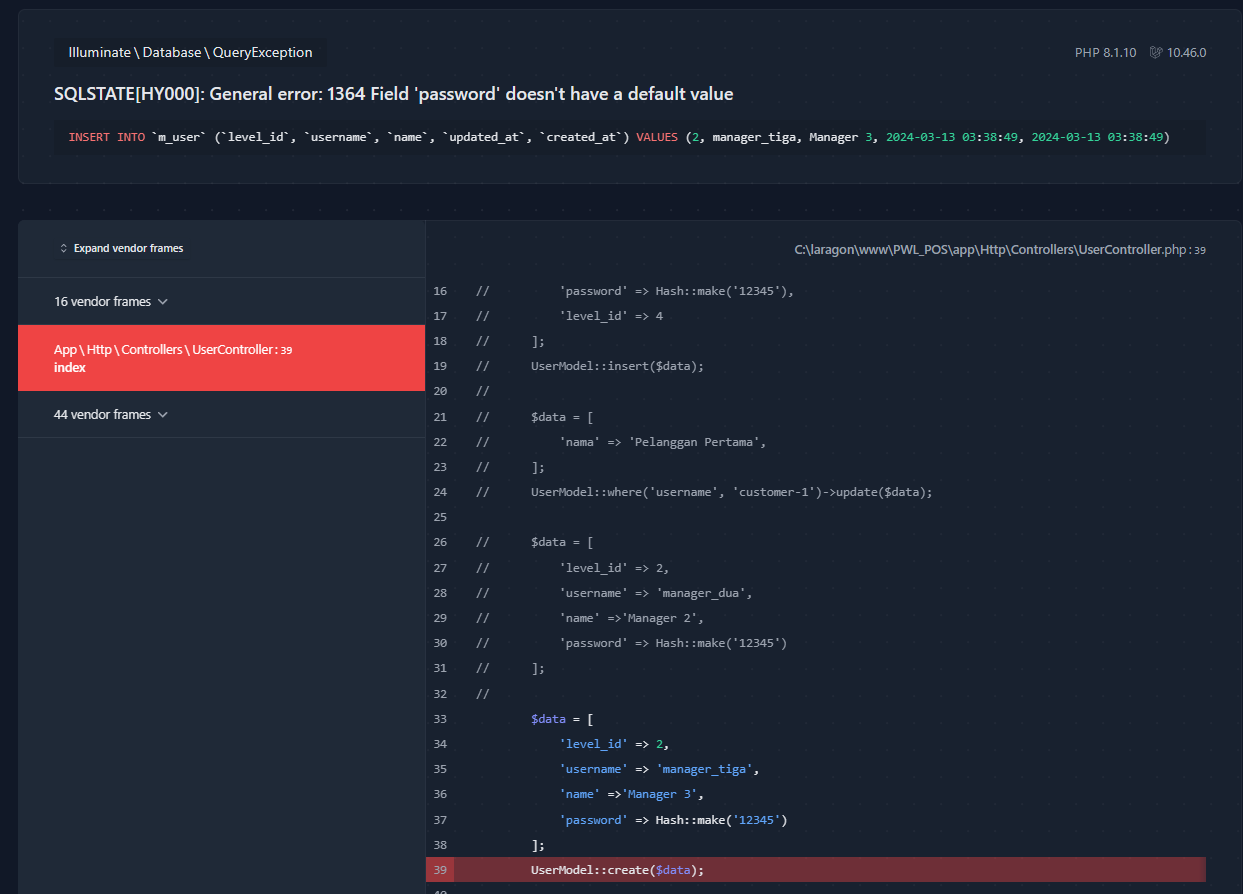 Illuminate \ Database \ QueryException
PHP 8.1.10 10.46.0
SQLSTATE[HY000]: General error: 1364 Field 'password' doesn't have a default value
INSERT INTO `m_user` (`level_id`, `username`, `name`, `updated_at`, `created_at`) VALUES (2, manager_tiga, Manager 3, 2024-03-13 03:38:49, 2024-03-13 03:38:49)
Expand vendor frames
16 vendor frames
App \ Http \ Controllers \ UserController : 39
index
44 vendor frames
C:\laragon\www\PWL_POS\app\Http\Controllers\UserController.php : 39
16 // 'password' => Hash::make('12345'),
17 // 'level_id' => 4
18 // ];
19 // UserModel::insert($data);
20 //
21 // $data = [
22 // 'nama' => 'Pelanggan Pertama',
23 // ];
24 // UserModel::where('username', 'customer-1')->update($data);
25
26 // $data = [
27 // 'level_id' => 2,
28 // 'username' => 'manager_dua',
29 // 'name' =>'Manager 2',
30 // 'password' => Hash::make('12345')
31 // ];
32 //
33 $data = [
34 'level_id' => 2,
35 'username' => 'manager_tiga',
36 'name' =>'Manager 3',
37 'password' => Hash::make('12345')
38 ];
39 UserModel::create($data);